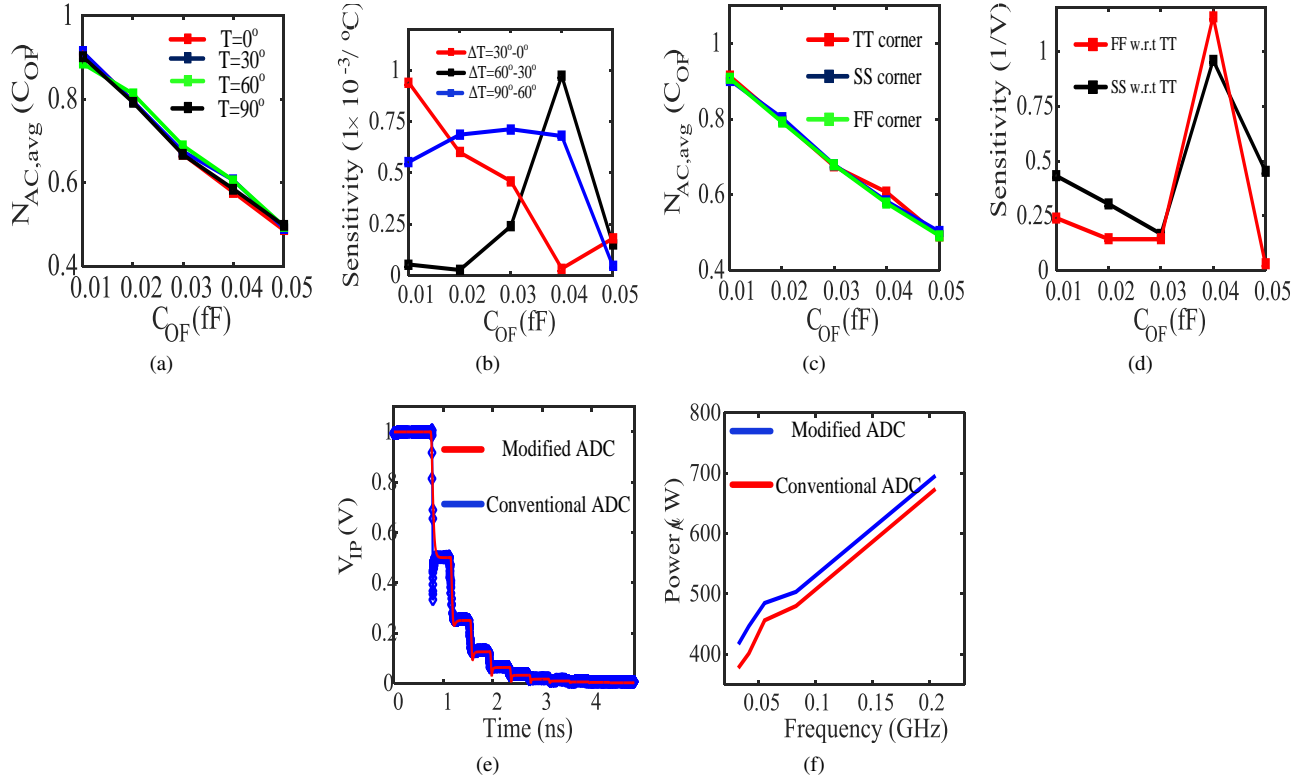 N_AC,avg (C_OF)
1
0.8
0.6
0.4
T=0°
T=30°
T=60°
T=90°
0.01 0.02 0.03 0.04 0.05
C_OF (fF)
(a)
Sensitivity (1× 10⁻³/ °C)
1
0.75
0.5
0.25
0
ΔT=30°-0°
ΔT=60°-30°
ΔT=90°-60°
0.01 0.02 0.03 0.04 0.05
C_OF (fF)
(b)
N_AC,avg (C_OF)
1
0.8
0.6
0.4
TT corner
SS corner
FF corner
0.01 0.02 0.03 0.04 0.05
C_OF (fF)
(c)
Sensitivity (1/V)
1
0.75
0.5
0.25
0
FF w.r.t TT
SS w.r.t TT
0.01 0.02 0.03 0.04 0.05
C_OF (fF)
(d)
V_IP (V)
1
0.8
0.6
0.4
0.2
0
Modified ADC
Conventional ADC
0 1 2 3 4
Time (ns)
(e)
Power (μW)
800
700
600
500
400
Modified ADC
Conventional ADC
0.05 0.1 0.15 0.2
Frequency (GHz)
(f)